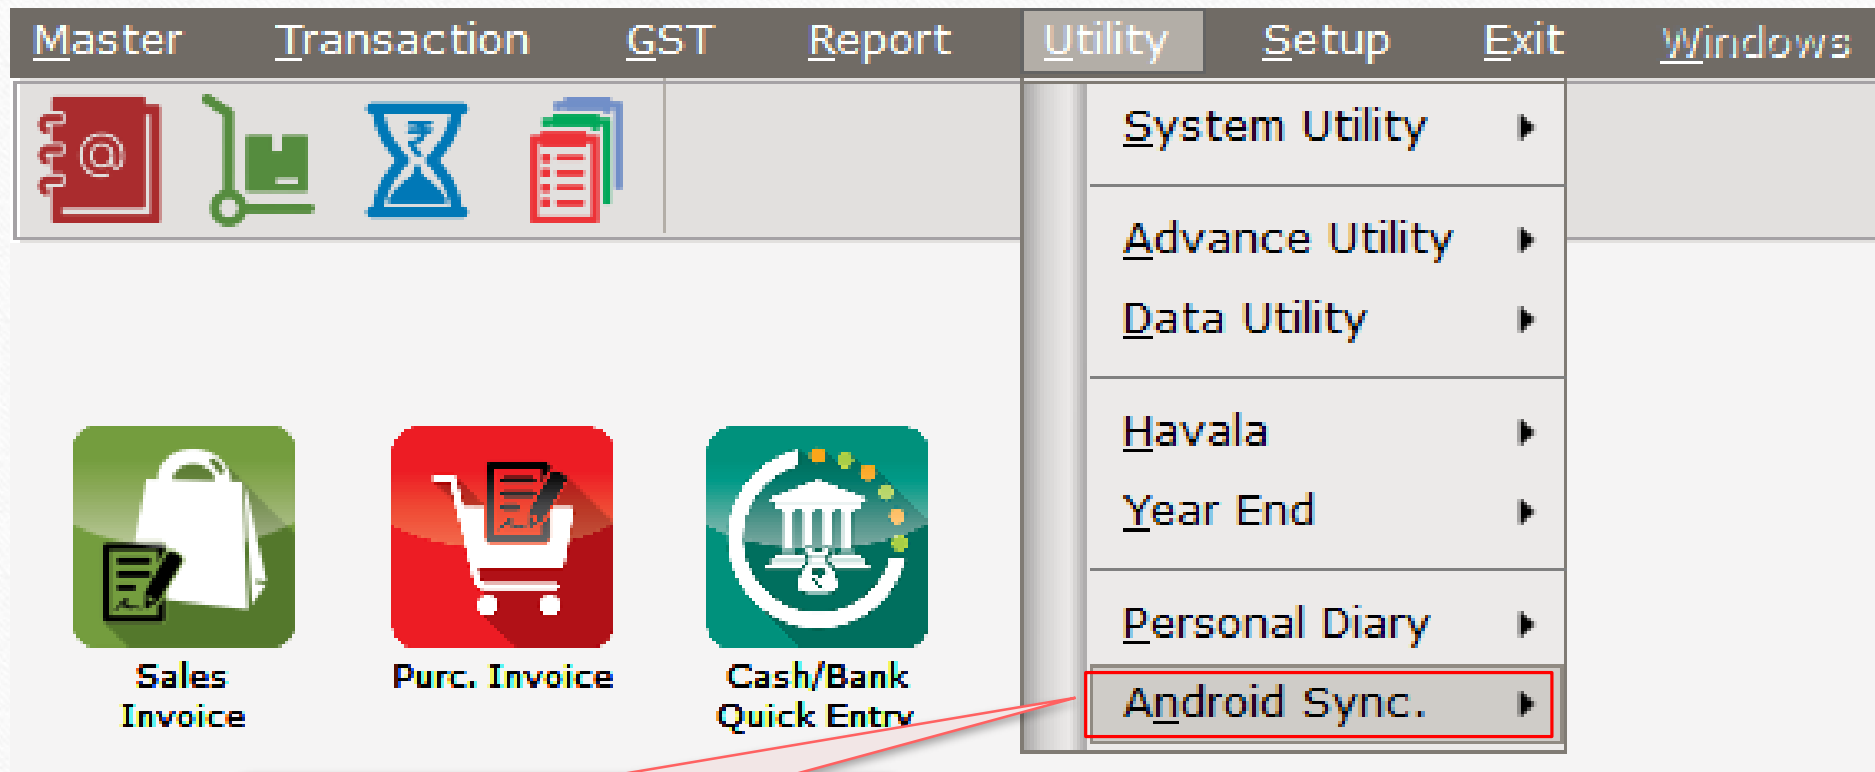 Master Transaction GST Report Utility Setup Exit Windows
System Utility
Advance Utility
Data Utility
Havala
Year End
Personal Diary
Android Sync.
Sales
Invoice
Purc. Invoice
Cash/Bank
Quick Entry